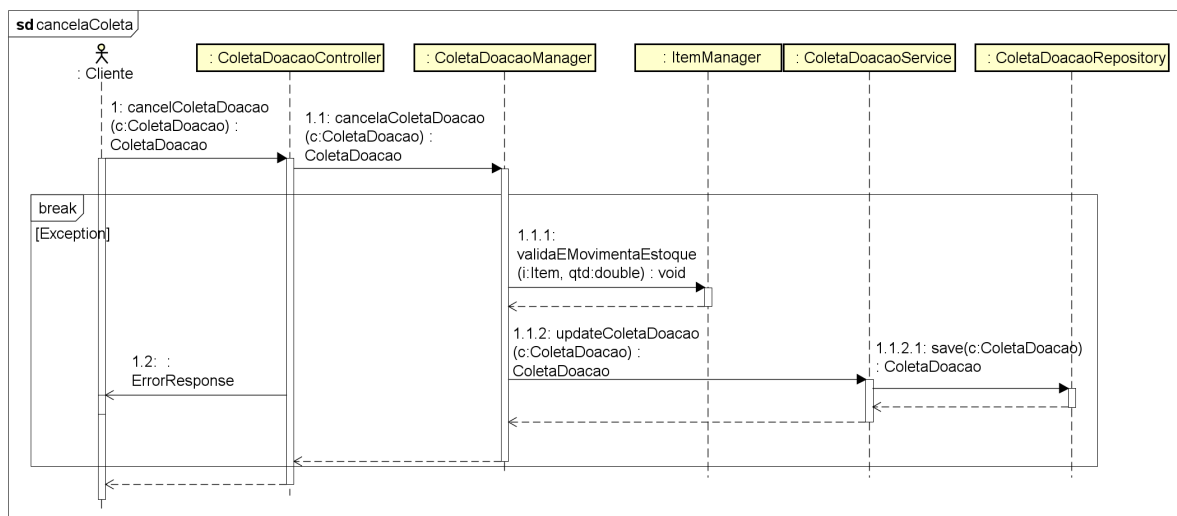 sd cancelaColeta
: Cliente
: ColetaDoacaoController
: ColetaDoacaoManager
: ItemManager
: ColetaDoacaoService
: ColetaDoacaoRepository
1: cancelColetaDoacao
(c:ColetaDoacao) :
ColetaDoacao
1.1: cancelaColetaDoacao
(c:ColetaDoacao) :
ColetaDoacao
break
[Exception]
1.1.1:
validaEMovimentaEstoque
(i:Item, qtd:double) : void
1.1.2: updateColetaDoacao
(c:ColetaDoacao) :
ColetaDoacao
1.1.2.1: save(c:ColetaDoacao)
: ColetaDoacao
1.2: :
ErrorResponse